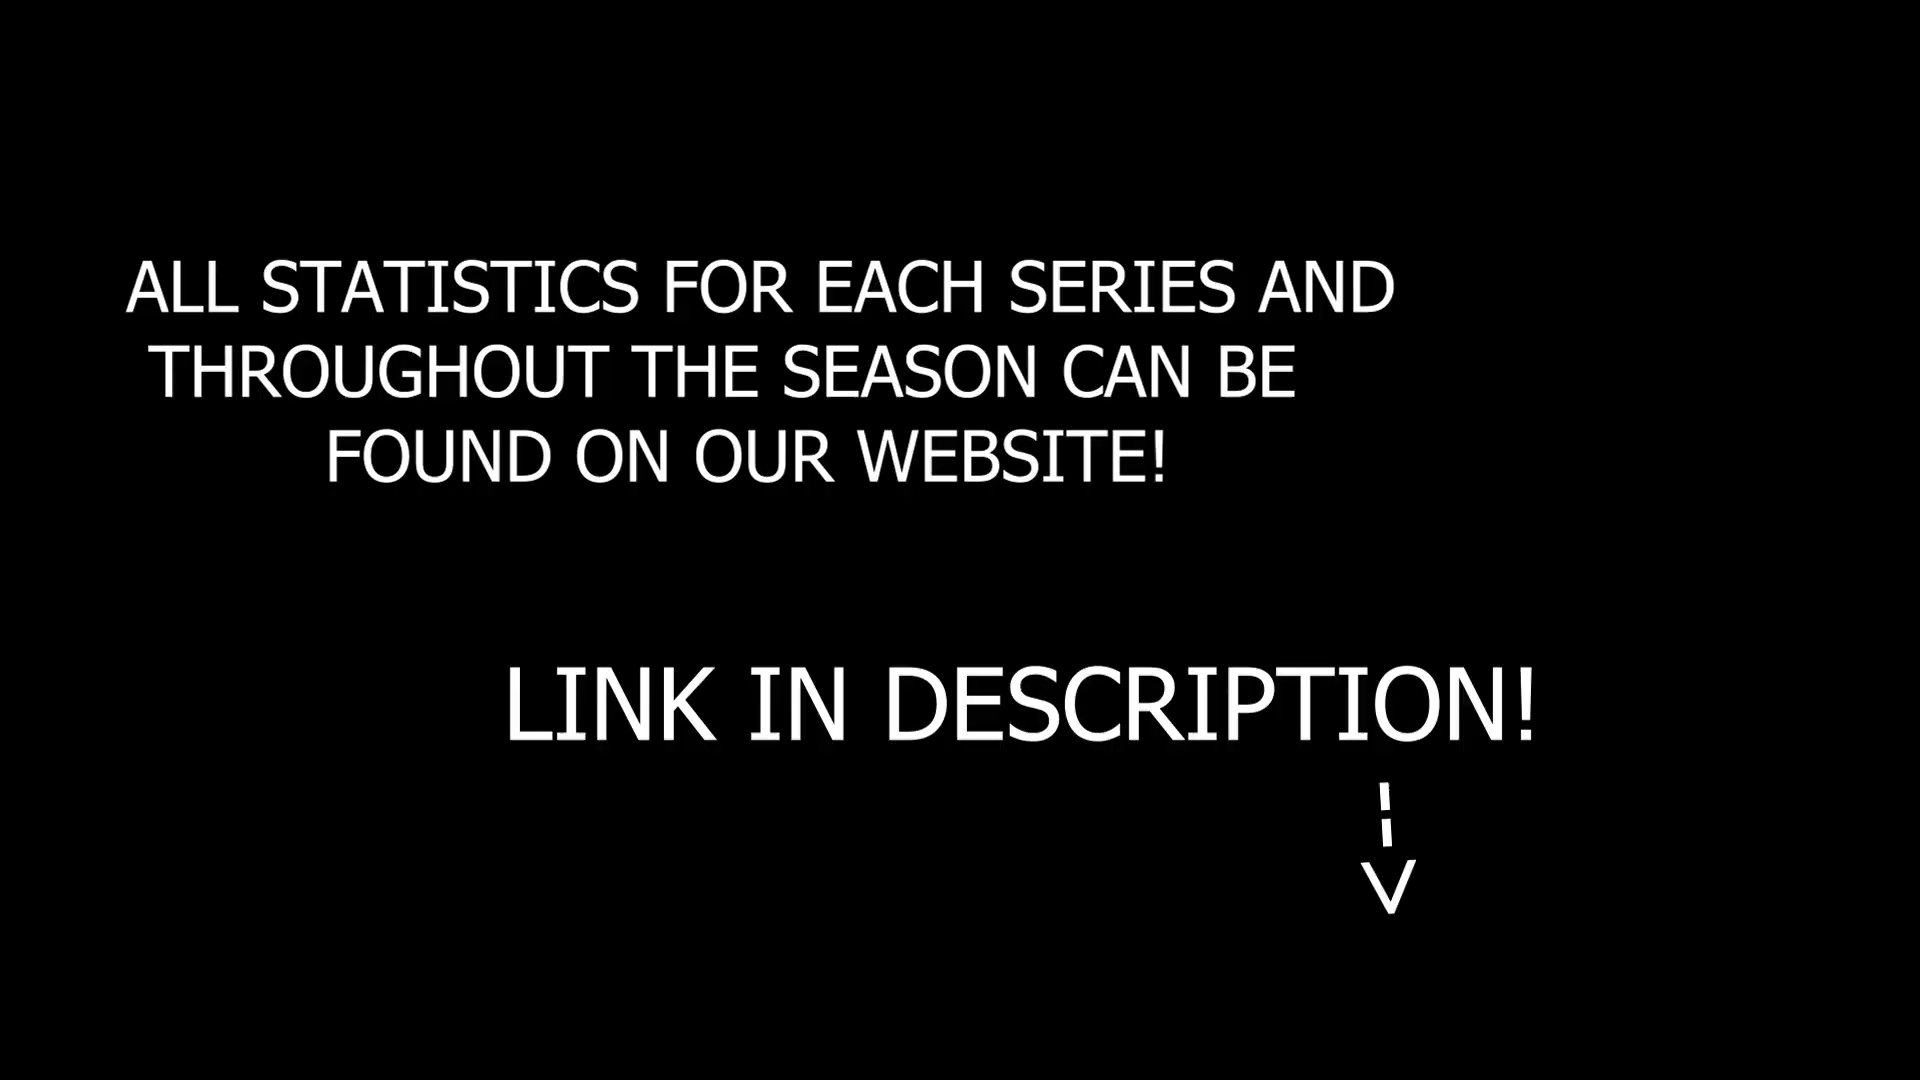 ALL STATISTICS FOR EACH SERIES AND
THROUGHOUT THE SEASON CAN BE
FOUND ON OUR WEBSITE!
LINK IN DESCRIPTION!